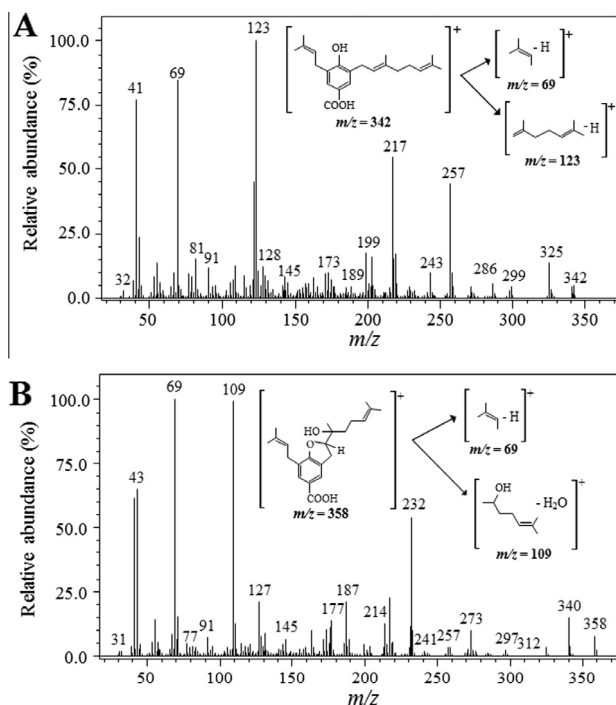 A
Relative abundance (%)
100.0
75.0
50.0
25.0
0.0
123
69
41
217
257
32
81
91
128
145
173
189
199
243
286
299
325
342
OH
COOH
+
m/z = 342
- H
+
m/z = 69
- H
+
m/z = 123
50
100
150
200
250
300
350
m/z
B
Relative abundance (%)
100.0
75.0
50.0
25.0
0.0
69
109
43
232
31
77
91
127
145
177
187
214
241
257
273
297
312
340
358
HO
O
H
COOH
+
m/z = 358
- H
+
m/z = 69
OH
- H₂O
+
m/z = 109
50
100
150
200
250
300
350
m/z